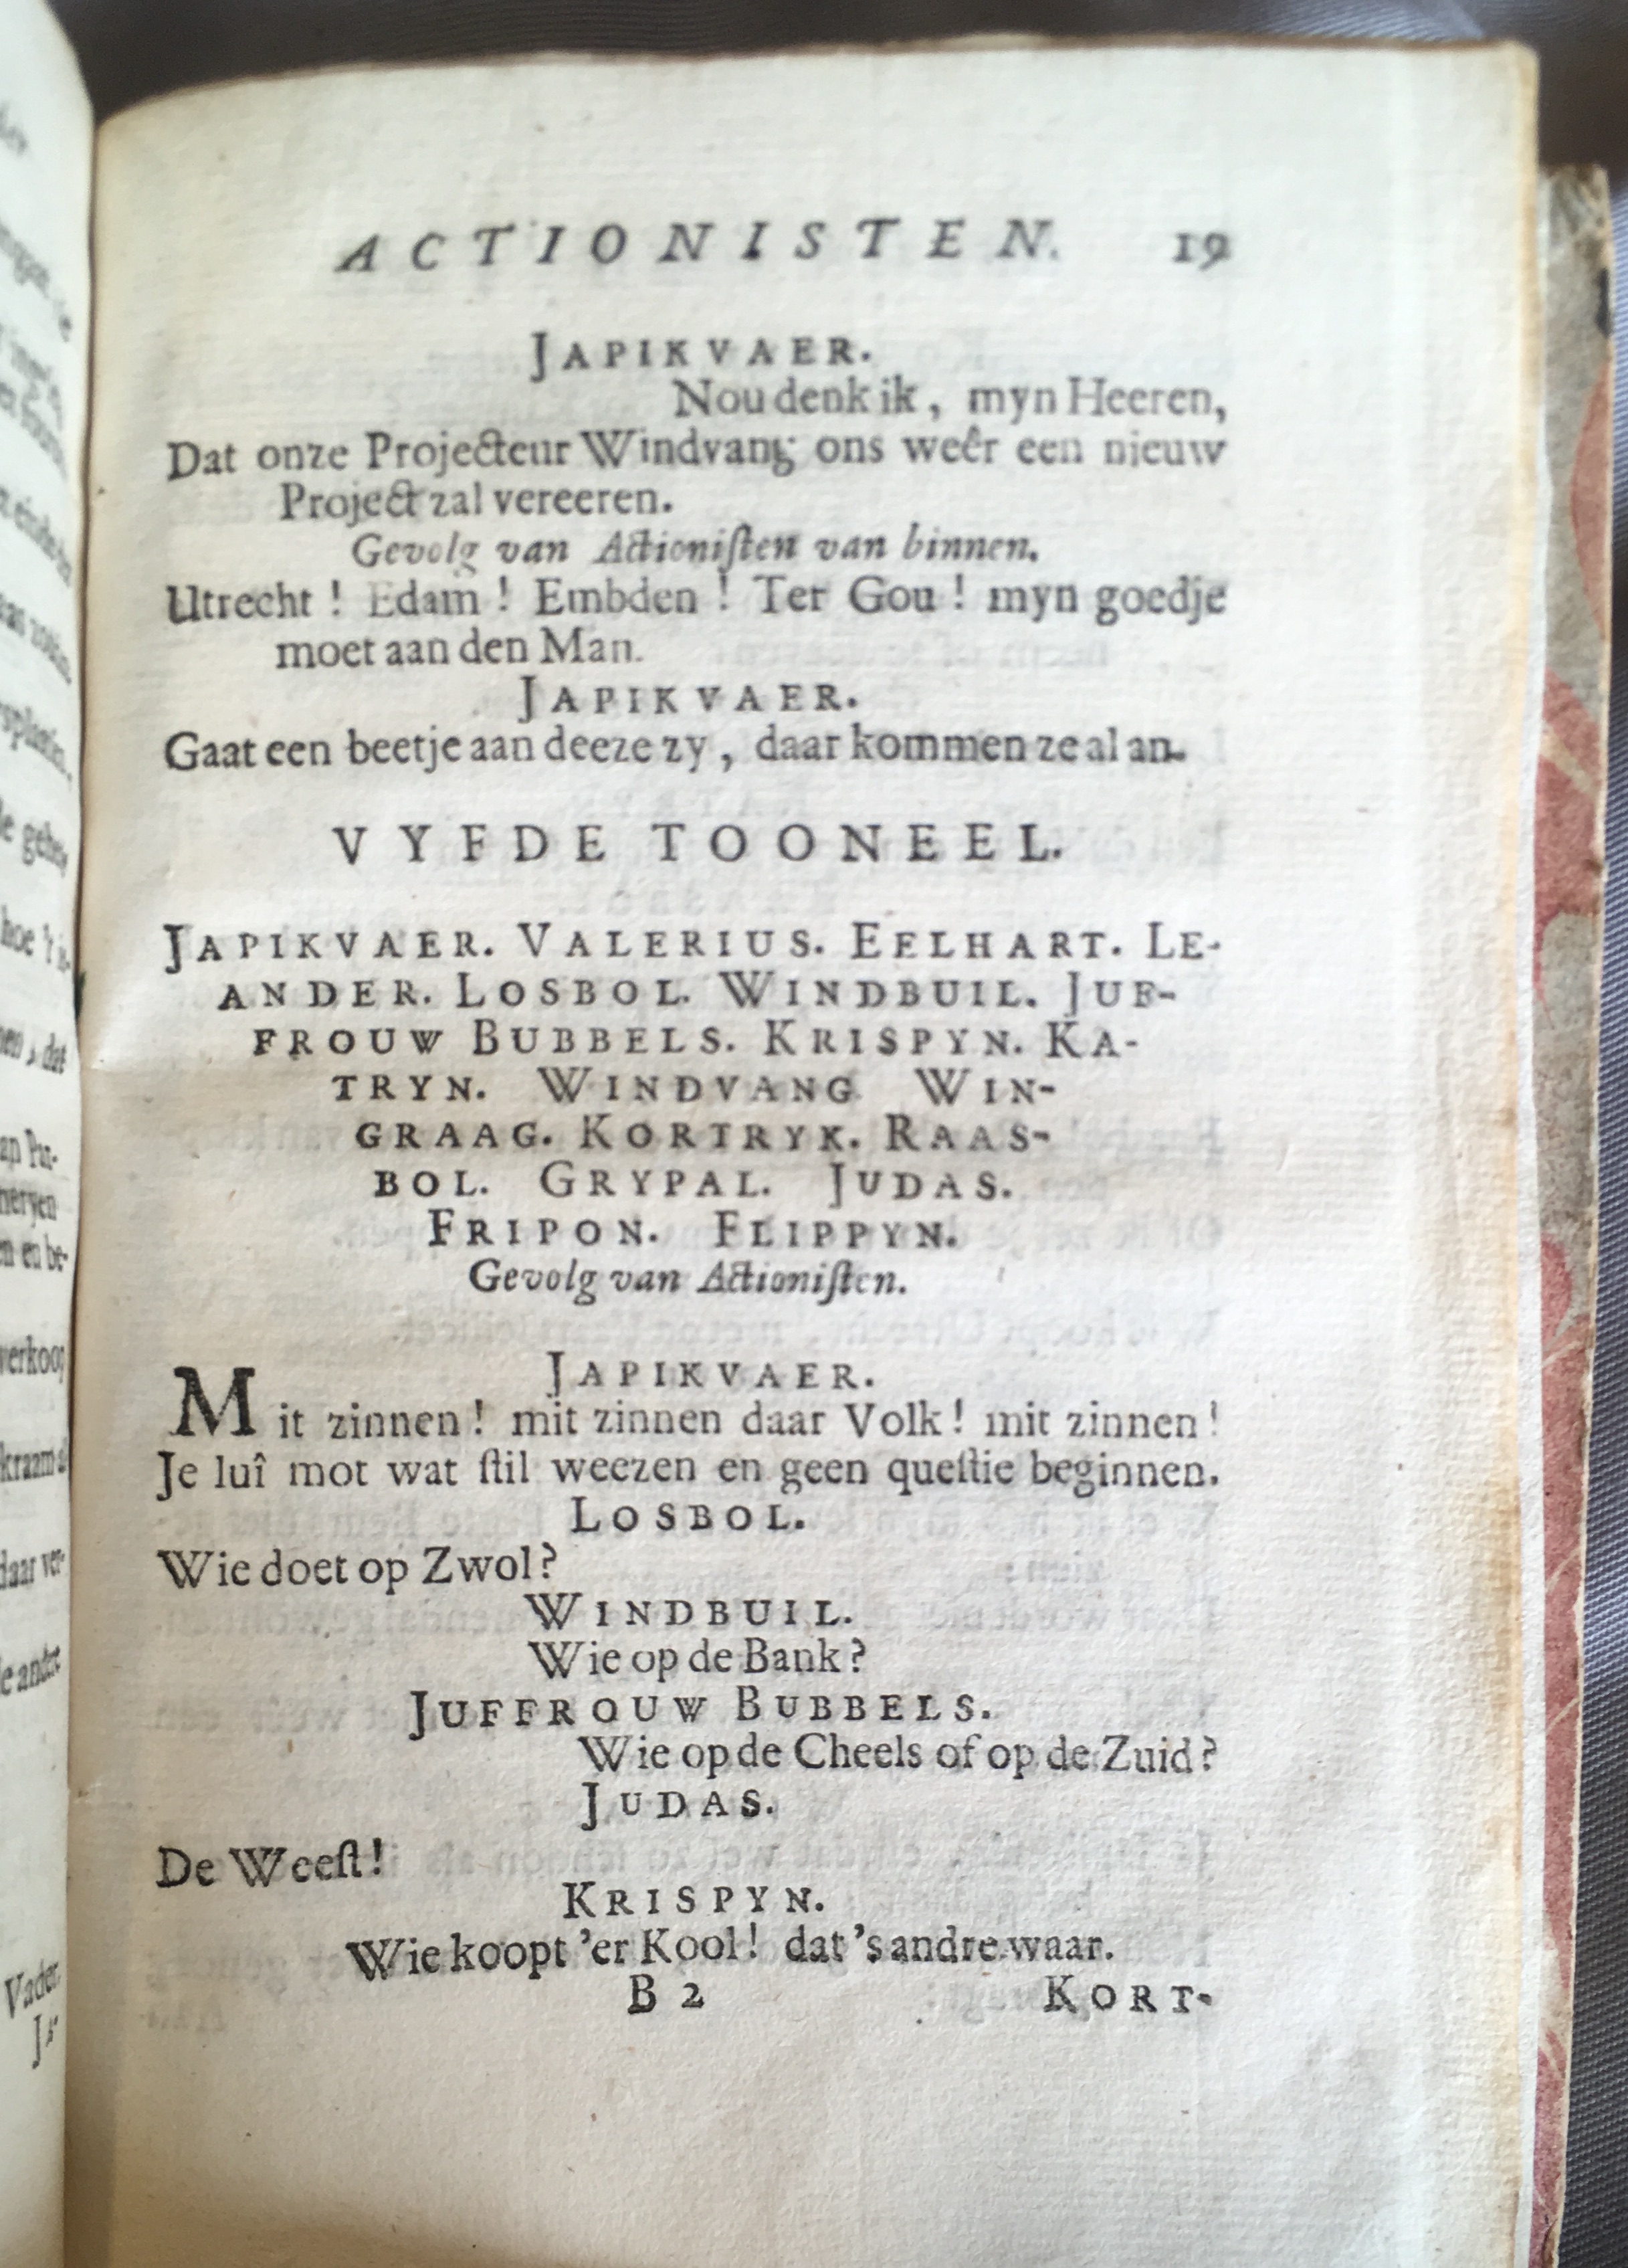 ACTIONISTEN. 19
JAPIKVAER.
Nou denk ik, myn Heeren,
Dat onze Projecteur Windvang ons weêr een nieuw
Project zal vereeren.
Gevolg van Actioniſten van binnen.
Utrecht! Edam! Embden! Ter Gou! myn goedje
moet aan den Man.
JAPIKVAER.
Gaat een beetje aan deeze zy, daar kommen ze al an.
VYFDE TOONEEL.
JAPIKVAER. VALERIUS. EELHART. LE-
ANDER. LOSBOL. WINDBUIL. JUF-
FROUW BUBBELS. KRISPYN. KA-
TRYN. WINDVANG WIN-
GRAAG. KORTRYK. RAAS-
BOL. GRYPAL. JUDAS.
FRIPON. FLIPPYN.
Gevolg van Actioniſten.
JAPIKVAER.
Mit zinnen! mit zinnen daar Volk! mit zinnen!
Je luî mot wat ſtil weezen en geen queſtie beginnen.
LOSBOL.
Wie doet op Zwol?
WINDBUIL.
Wie op de Bank?
JUFFROUW BUBBELS.
Wie op de Cheels of op de Zuid?
JUDAS.
De Weeſt!
KRISPYN.
Wie koopt 'er Kool! dat 's andre waar.
B 2 KORT-